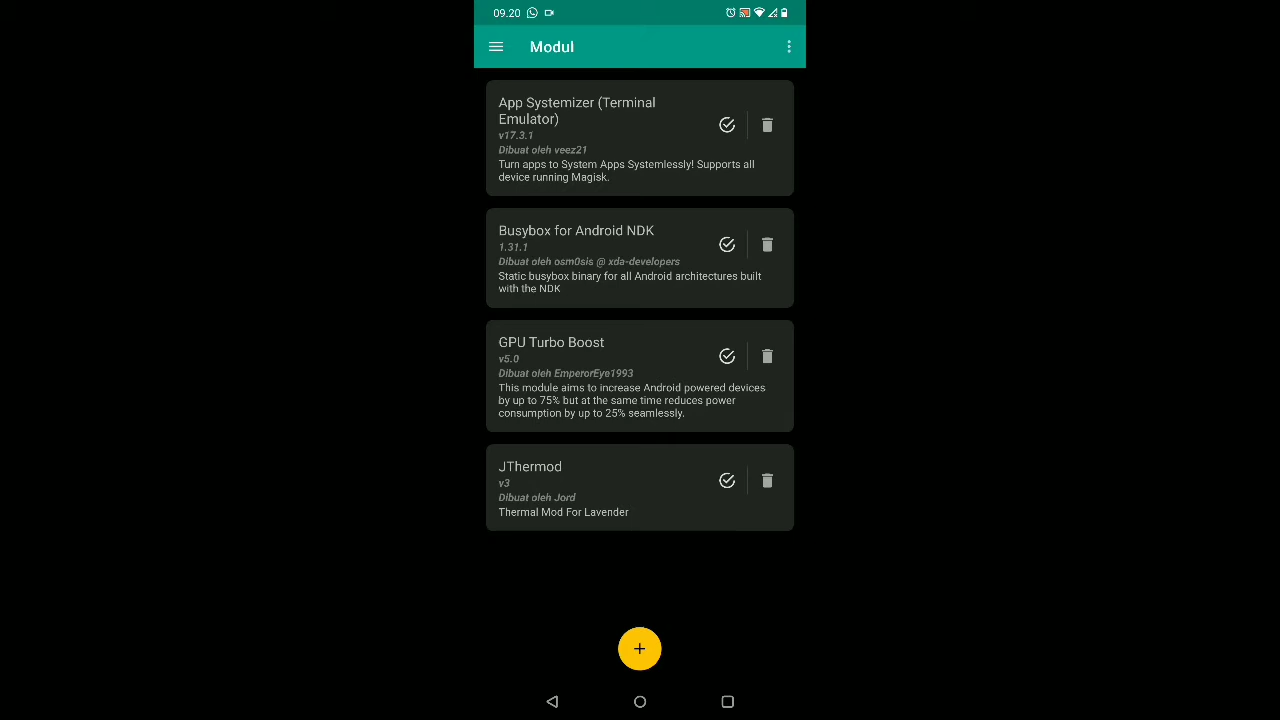 09.20
Modul
App Systemizer (Terminal
Emulator)
v17.3.1
Dibuat oleh veez21
Turn apps to System Apps Systemlessly! Supports all
device running Magisk.
Busybox for Android NDK
1.31.1
Dibuat oleh osm0sis @ xda-developers
Static busybox binary for all Android architectures built
with the NDK
GPU Turbo Boost
v5.0
Dibuat oleh EmperorEye1993
This module aims to increase Android powered devices
by up to 75% but at the same time reduces power
consumption by up to 25% seamlessly.
JThermod
v3
Dibuat oleh Jord
Thermal Mod For Lavender